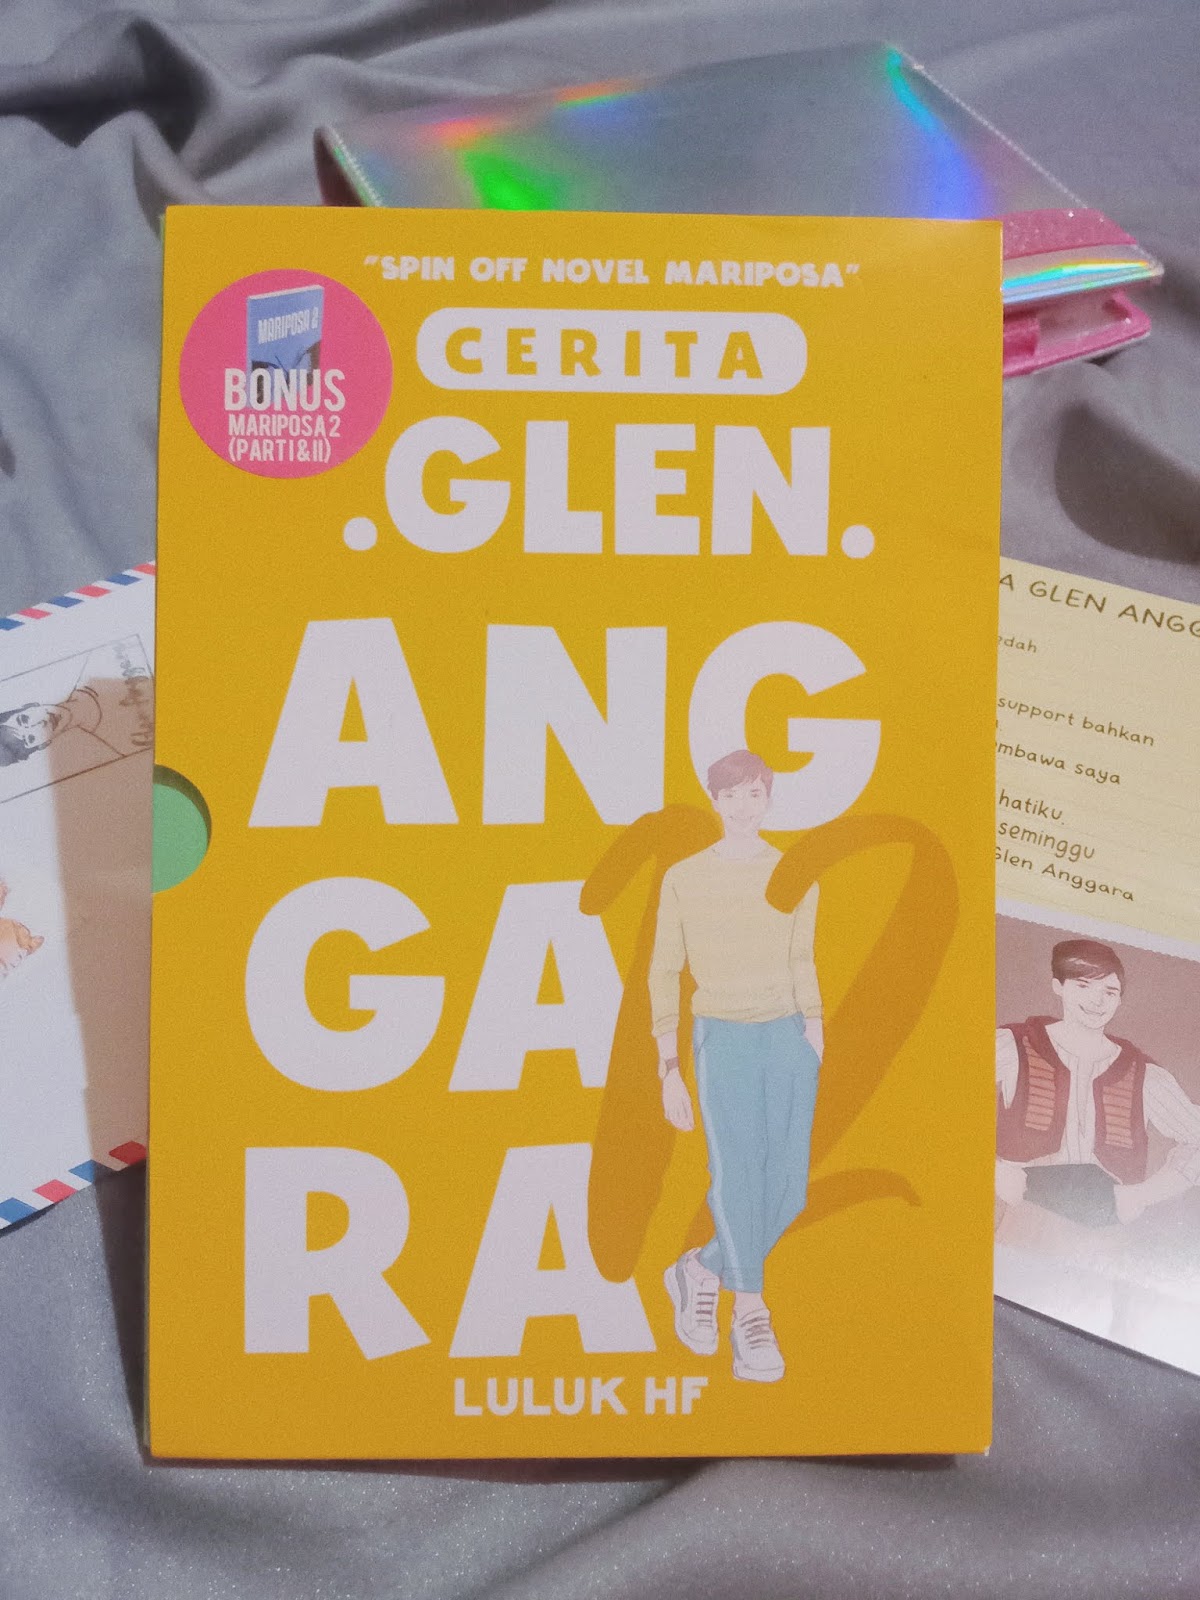 "SPIN OFF NOVEL MARIPOSA"
CERITA
.GLEN.
ANG
GA
RA.
LULUK HF
MARIPOSA 2
BONUS
MARIPOSA 2
(PART I & II)
A GLEN ANGG
edah
support bahkan
mbawa saya
hatiku.
seminggu
Glen Anggara